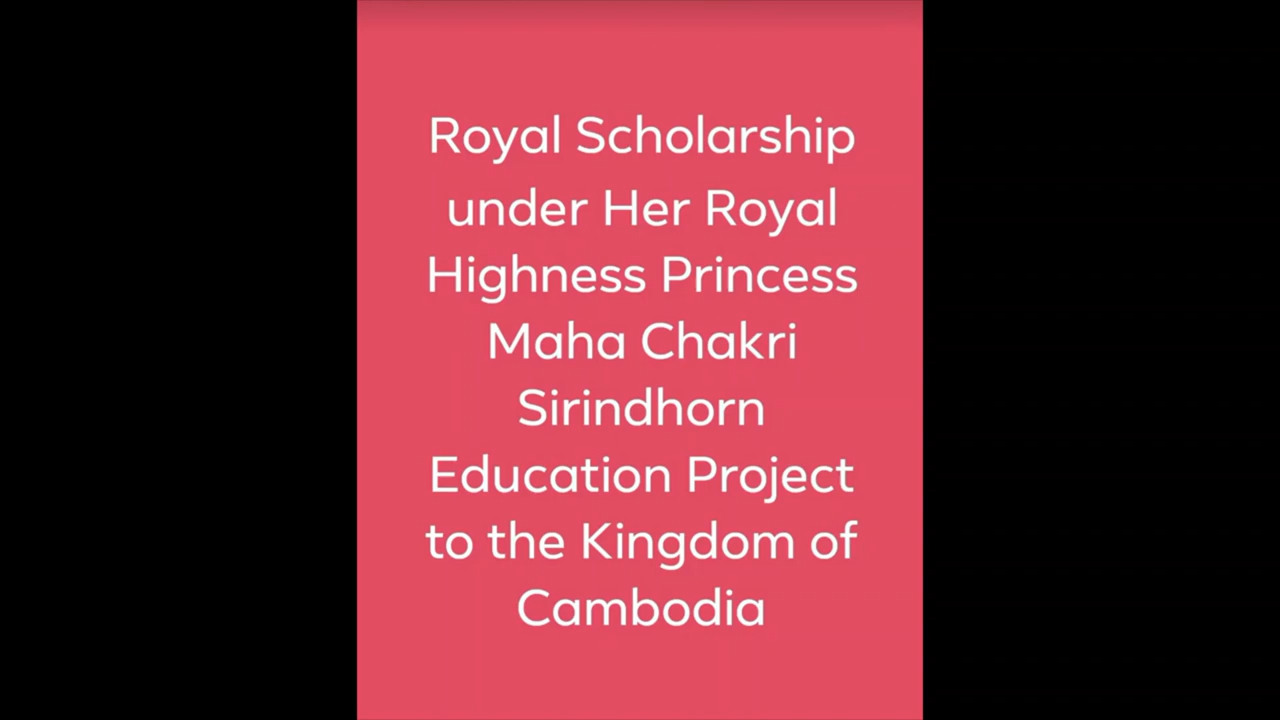 Royal Scholarship
under Her Royal
Highness Princess
Maha Chakri
Sirindhorn
Education Project
to the Kingdom of
Cambodia